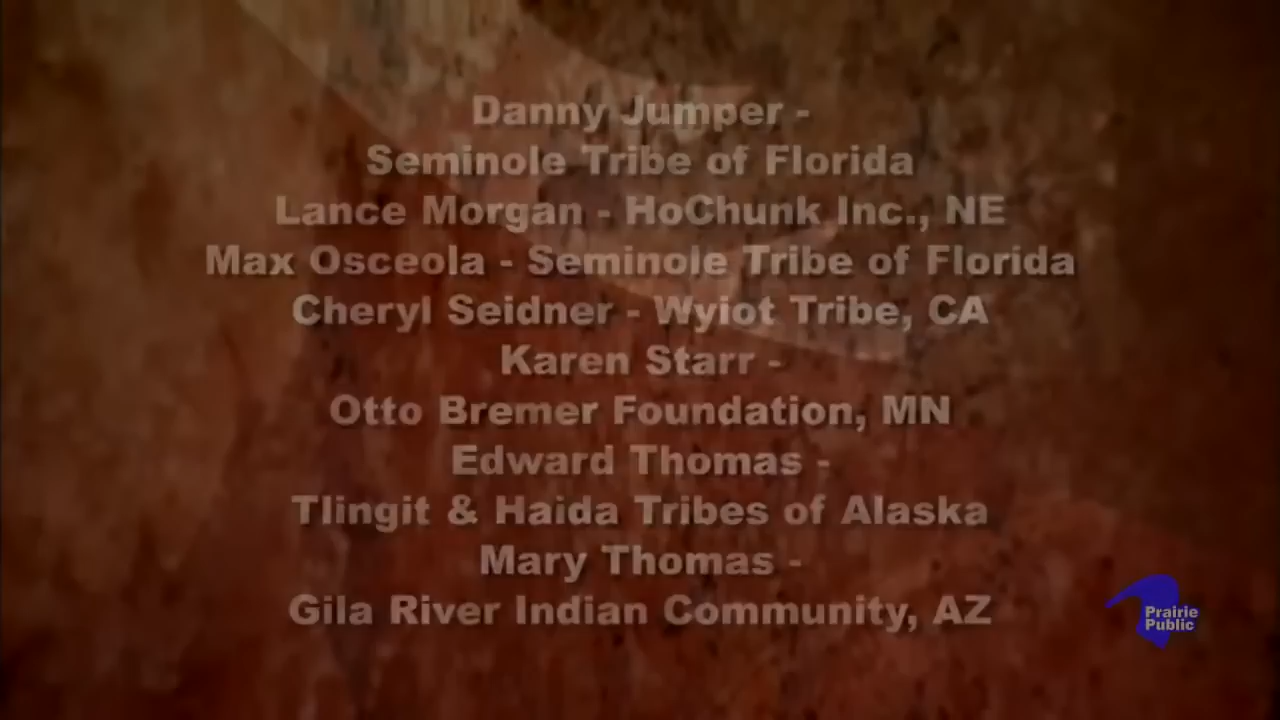 Danny Jumper -
Seminole Tribe of Florida
Lance Morgan - HoChunk Inc., NE
Max Osceola - Seminole Tribe of Florida
Cheryl Seidner - Wyiot Tribe, CA
Karen Starr -
Otto Bremer Foundation, MN
Edward Thomas -
Tlingit & Haida Tribes of Alaska
Mary Thomas -
Gila River Indian Community, AZ
Prairie
Public